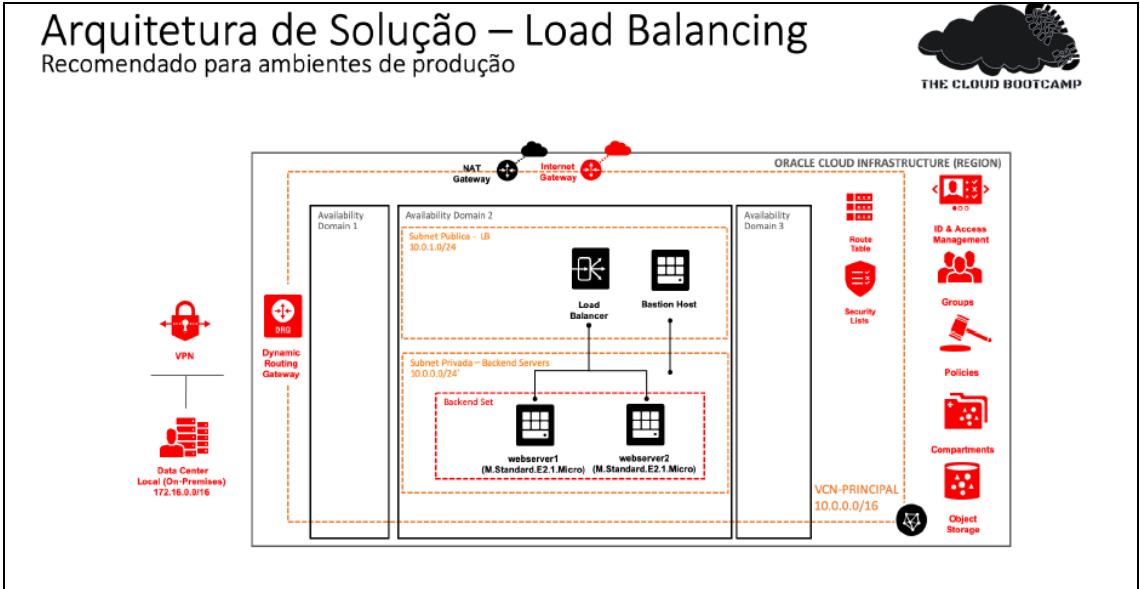 Arquitetura de Solução – Load Balancing
Recomendado para ambientes de produção
THE CLOUD BOOTCAMP
NAT
Gateway
Internet
Gateway
ORACLE CLOUD INFRASTRUCTURE (REGION)
Availability
Domain 1
Availability Domain 2
Availability
Domain 3
Subnet Publica - LB
10.0.1.0/24
Load
Balancer
Bastion Host
Subnet Privada – Backend Servers
10.0.0.0/24
Backend Set
webserver1
(M.Standard.E2.1.Micro)
webserver2
(M.Standard.E2.1.Micro)
VPN
DRG
Dynamic
Routing
Gateway
Data Center
Local (On-Premises)
172.16.0.0/16
Route
Table
Security
Lists
ID & Access
Management
Groups
Policies
Compartments
Object
Storage
VCN-PRINCIPAL
10.0.0.0/16